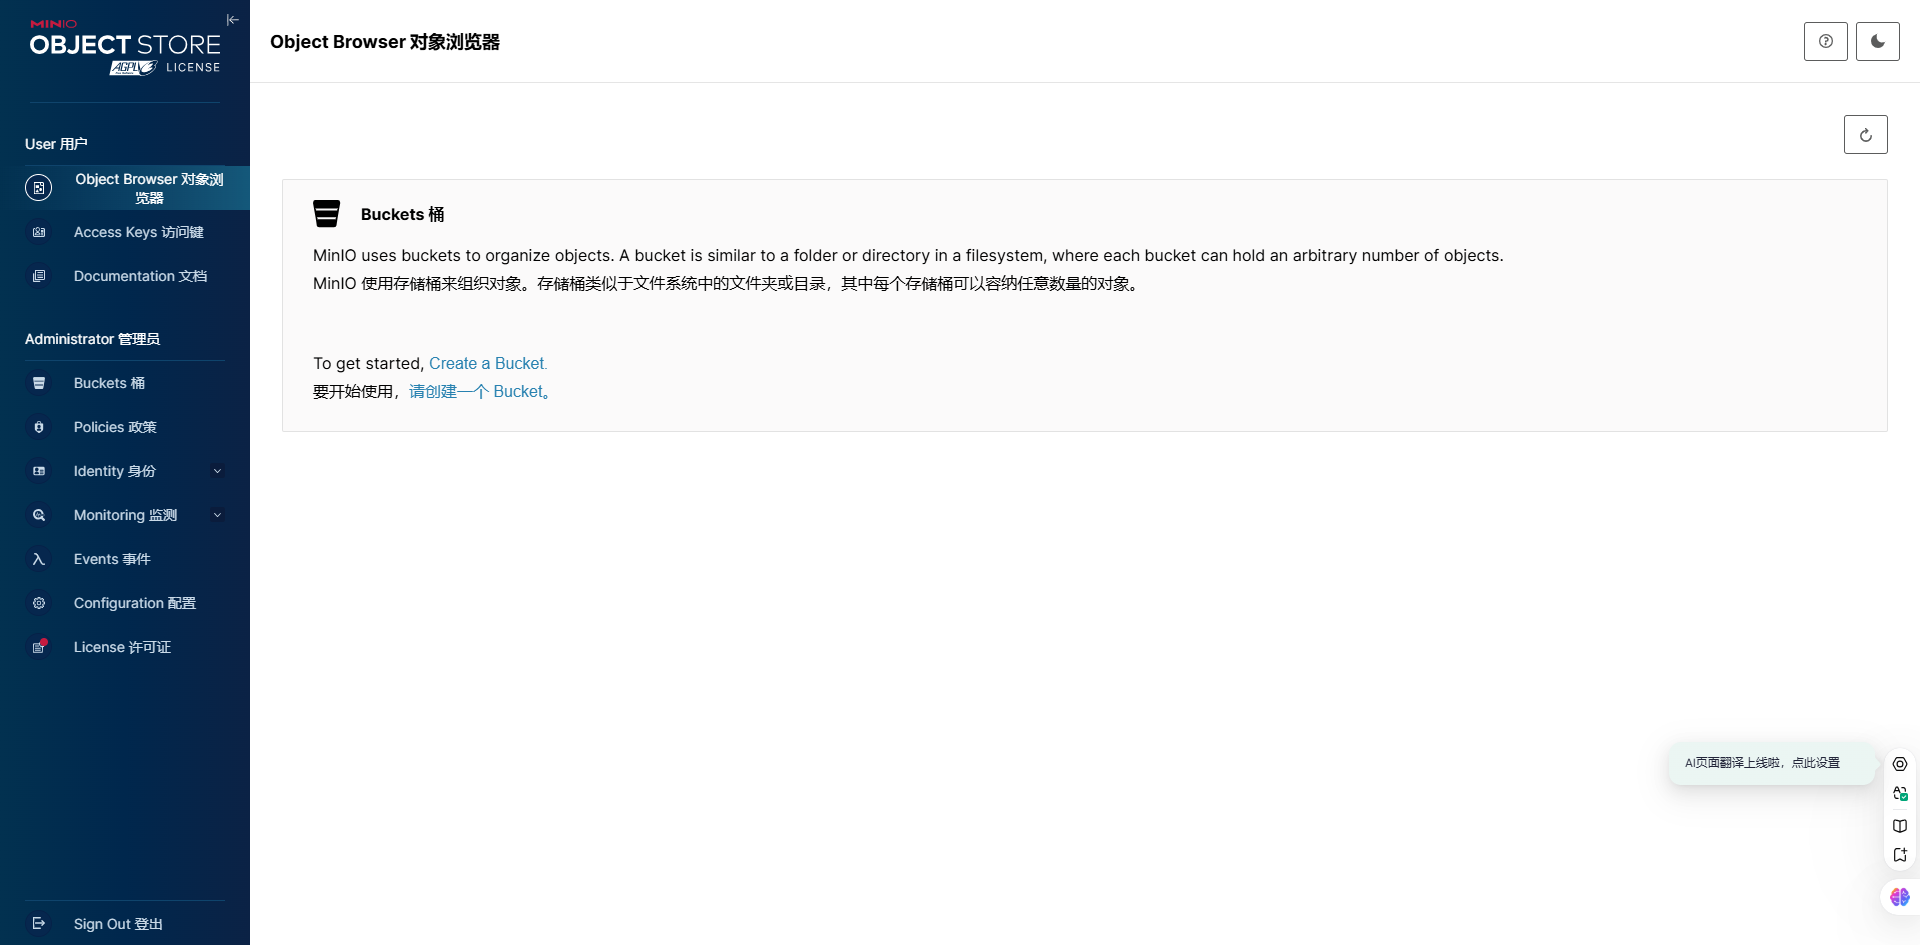 MINIO
OBJECT STORE
AGPLv3 LICENSE
User 用户
Object Browser 对象浏
览器
Access Keys 访问键
Documentation 文档
Administrator 管理员
Buckets 桶
Policies 政策
Identity 身份
Monitoring 监测
Events 事件
Configuration 配置
License 许可证
Sign Out 登出
Object Browser 对象浏览器
Buckets 桶
MinIO uses buckets to organize objects. A bucket is similar to a folder or directory in a filesystem, where each bucket can hold an arbitrary number of objects.
MinIO 使用存储桶来组织对象。存储桶类似于文件系统中的文件夹或目录，其中每个存储桶可以容纳任意数量的对象。
To get started, Create a Bucket.
要开始使用，请创建一个 Bucket。
AI页面翻译上线啦，点此设置